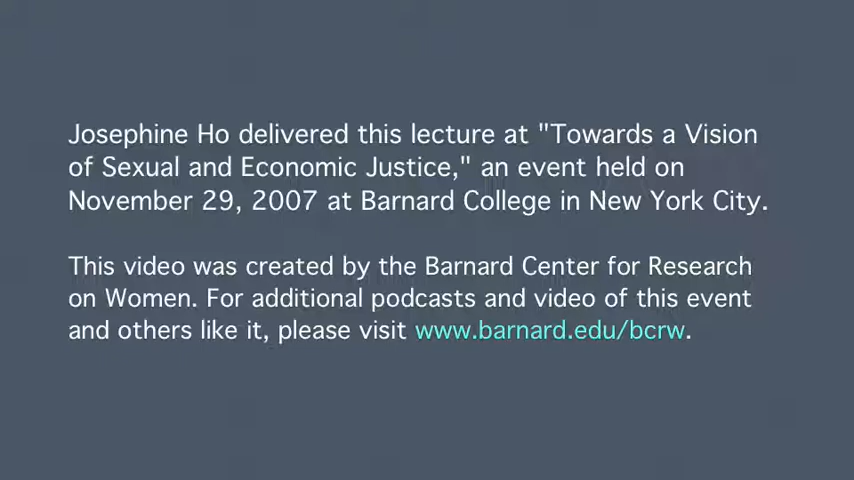 Josephine Ho delivered this lecture at "Towards a Vision
of Sexual and Economic Justice," an event held on
November 29, 2007 at Barnard College in New York City.
This video was created by the Barnard Center for Research
on Women. For additional podcasts and video of this event
and others like it, please visit www.barnard.edu/bcrw.